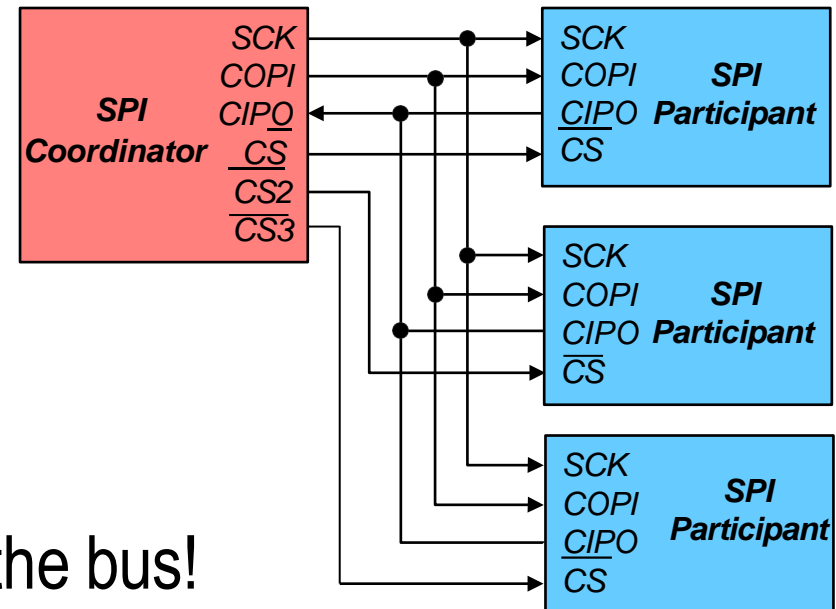 SCK
COPI
CIPO
CS
CS2
CS3
SPI
Coordinator
SCK
COPI
CIPO
CS
SPI
Participant
SCK
COPI
CIPO
CS
SPI
Participant
SCK
COPI
CIPO
CS
SPI
Participant
the bus!